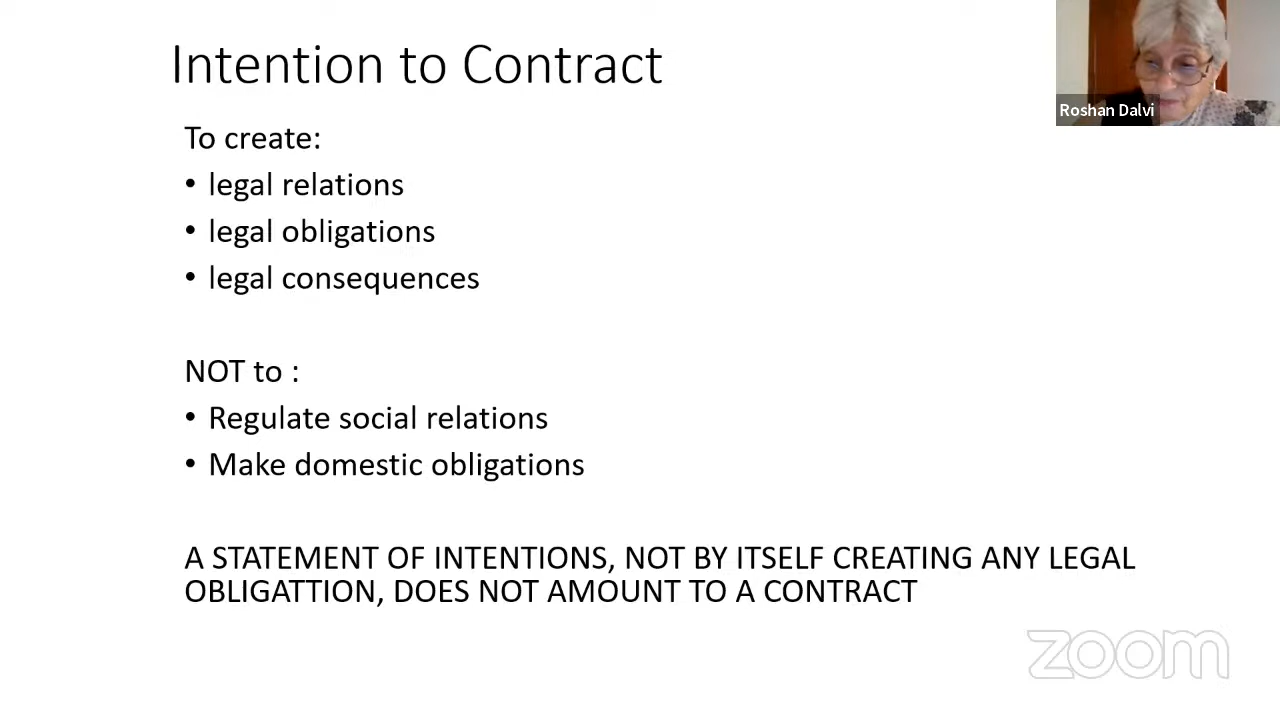 Intention to Contract
Roshan Dalvi
To create:
• legal relations
• legal obligations
• legal consequences
NOT to :
• Regulate social relations
• Make domestic obligations
A STATEMENT OF INTENTIONS, NOT BY ITSELF CREATING ANY LEGAL
OBLIGATTION, DOES NOT AMOUNT TO A CONTRACT
zoom